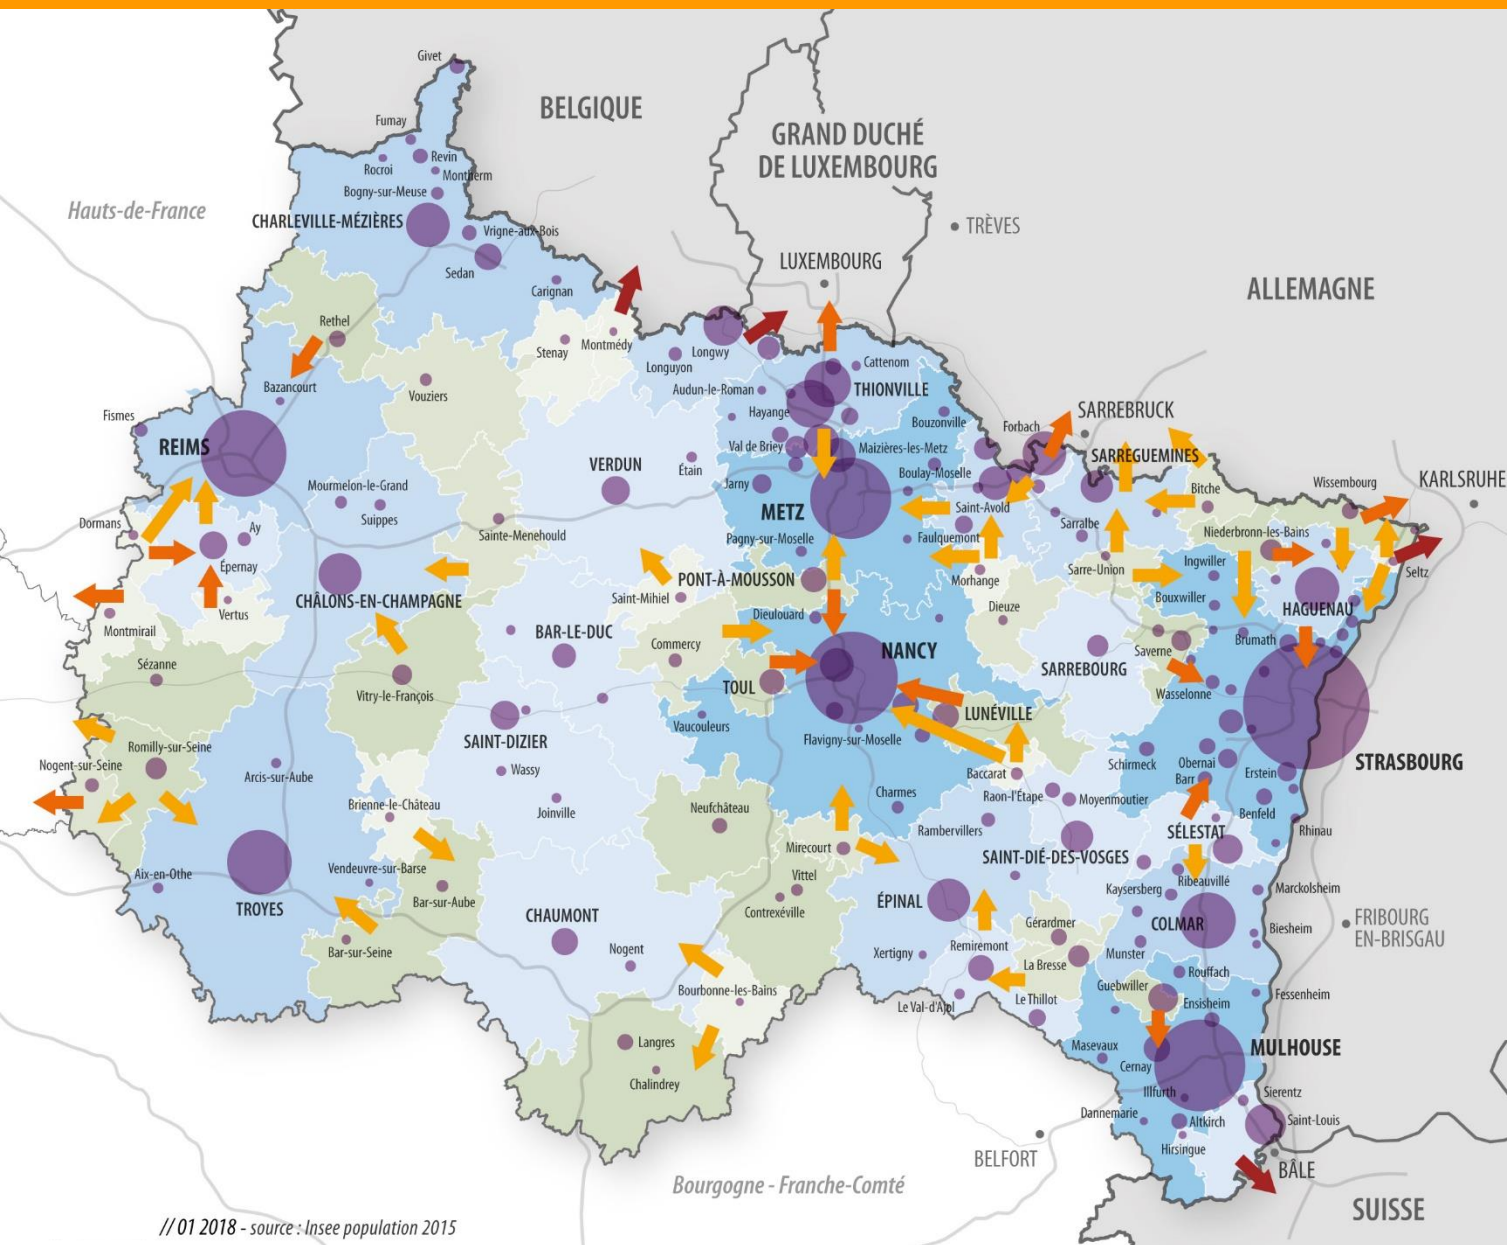 Givet
BELGIQUE
GRAND DUCHÉ
DE LUXEMBOURG
Fumay
Revin
Rocroi
Montherm
Bogny-sur-Meuse
Hauts-de-France
CHARLEVILLE-MÉZIÈRES
Vrigne-aux-Bois
TRÈVES
Sedan
LUXEMBOURG
Carignan
ALLEMAGNE
Rethel
Stenay
Montmédy
Longuyon
Longwy
Cattenom
Bazancourt
Vouziers
Audun-le-Roman
THIONVILLE
Fismes
Hayange
Bouzonville
Forbach
SARREBRUCK
REIMS
Val de Briey
Maizières-les-Metz
SARREGUEMINES
VERDUN
Étain
Boulay-Moselle
KARLSRUHE
Mourmelon-le-Grand
Jarny
Bitche
Wissembourg
Suippes
METZ
Saint-Avold
Dormans
Ay
Sainte-Menehould
Sarralbe
Niederbronn-les-Bains
Pagny-sur-Moselle
Faulquemont
Épernay
Sarre-Union
Ingwiller
Seltz
PONT-À-MOUSSON
Morhange
CHÂLONS-EN-CHAMPAGNE
Saint-Mihiel
Bouxwiller
Vertus
Dieulouard
Dieuze
HAGUENAU
Montmirail
BAR-LE-DUC
Commercy
Brumath
NANCY
Saverne
Sézanne
SARREBOURG
TOUL
Wasselonne
Vitry-le-François
LUNÉVILLE
Vaucouleurs
SAINT-DIZIER
Flavigny-sur-Moselle
Romilly-sur-Seine
Nogent-sur-Seine
Wassy
Schirmeck
Obernai
STRASBOURG
Arcis-sur-Aube
Baccarat
Barr
Erstein
Brienne-le-Château
Joinville
Charmes
Raon-l'Étape
Moyenmoutier
Neufchâteau
Benfeld
Rambervillers
SÉLESTAT
Rhinau
Mirecourt
SAINT-DIÉ-DES-VOSGES
Aix-en-Othe
Vendeuvre-sur-Barse
Vittel
Ribeauvillé
Kaysersberg
Marckolsheim
TROYES
Bar-sur-Aube
Contrexéville
ÉPINAL
CHAUMONT
Gérardmer
COLMAR
FRIBOURG
EN-BRISGAU
Biesheim
Bar-sur-Seine
Nogent
Xertigny
Remiremont
La Bresse
Munster
Rouffach
Bourbonne-les-Bains
Guebwiller
Fessenheim
Le Val-d'Ajol
Le Thillot
Ensisheim
Langres
Masevaux
MULHOUSE
Chalindrey
Cernay
Illfurth
Sierentz
Dannemarie
Altkirch
Saint-Louis
Hirsingue
BELFORT
BÂLE
Bourgogne - Franche-Comté
SUISSE
// 01 2018 - source : Insee population 2015